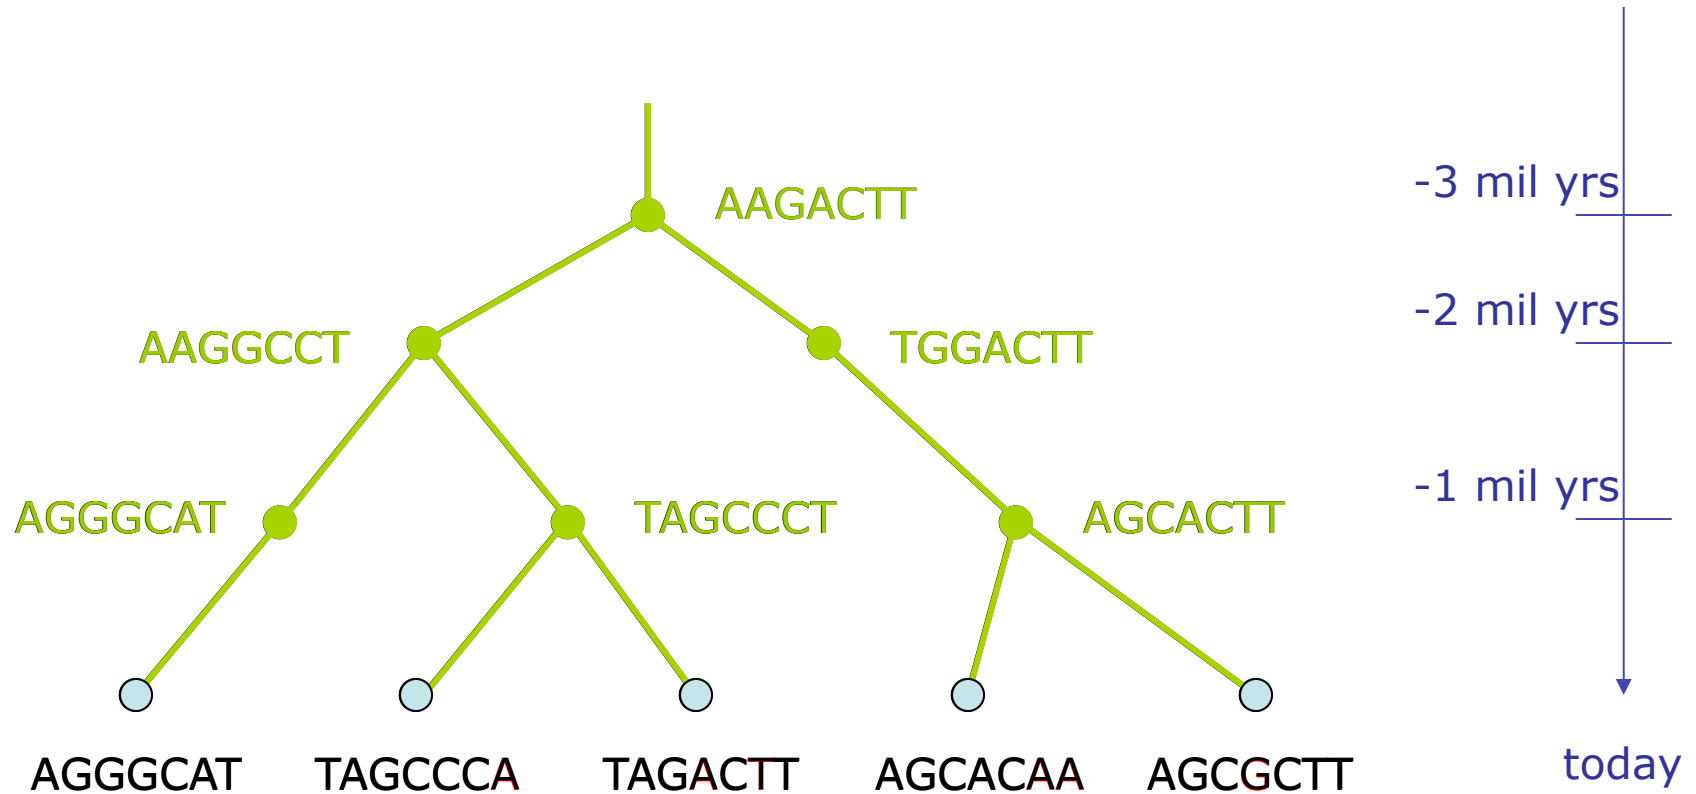 AAGACTT
-3 mil yrs
AAGGCCT
TGGACTT
-2 mil yrs
AGGGCAT
TAGCCCT
AGCACTT
-1 mil yrs
AGGGCAT
TAGCCCA
TAGACTT
AGCACAA
AGCGCTT
today